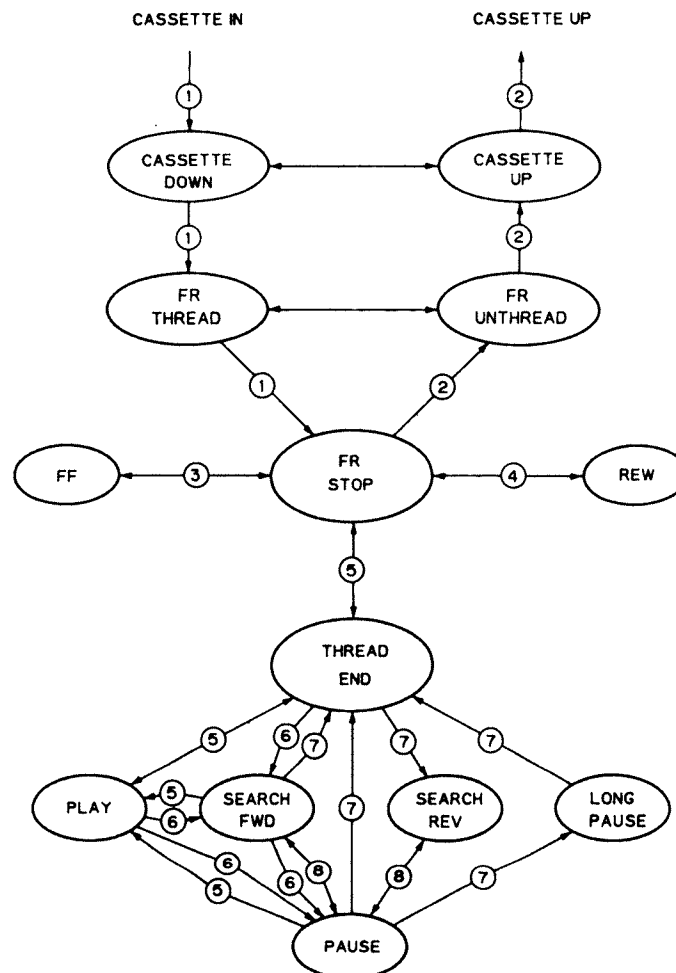 CASSETTE IN
CASSETTE UP
1
2
CASSETTE
DOWN
CASSETTE
UP
1
2
FR
THREAD
FR
UNTHREAD
1
2
FF
3
FR
STOP
4
REW
5
THREAD
END
5
6
7
7
7
PLAY
5
6
SEARCH
FWD
7
SEARCH
REV
LONG
PAUSE
6
5
6
8
8
7
PAUSE